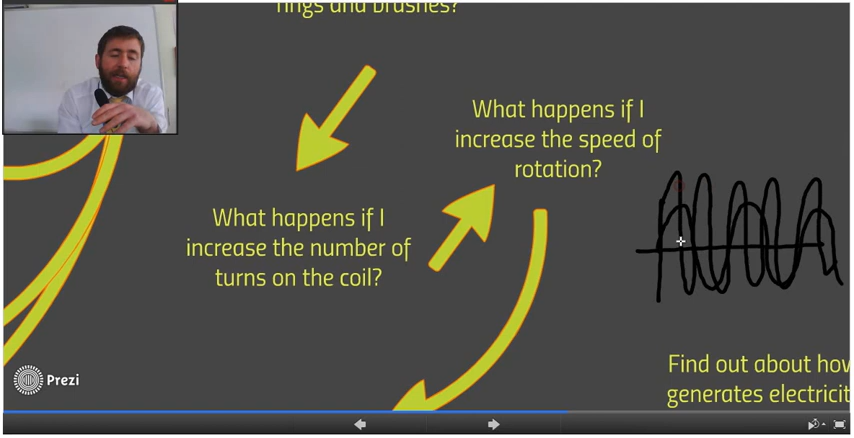 rings and brushes?
What happens if I
increase the speed of
rotation?
What happens if I
increase the number of
turns on the coil?
Find out about how
generates electricit
Prezi